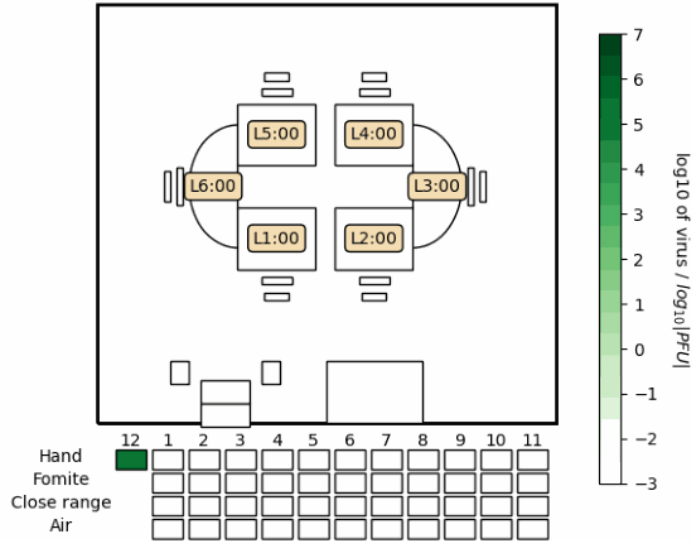 7
6
5
4
3
2
1
0
−1
−2
−3
log10 of virus / log₁₀|PFU|
L5:00
L4:00
L6:00
L3:00
L1:00
L2:00
12 1 2 3 4 5 6 7 8 9 10 11
Hand
Fomite
Close range
Air